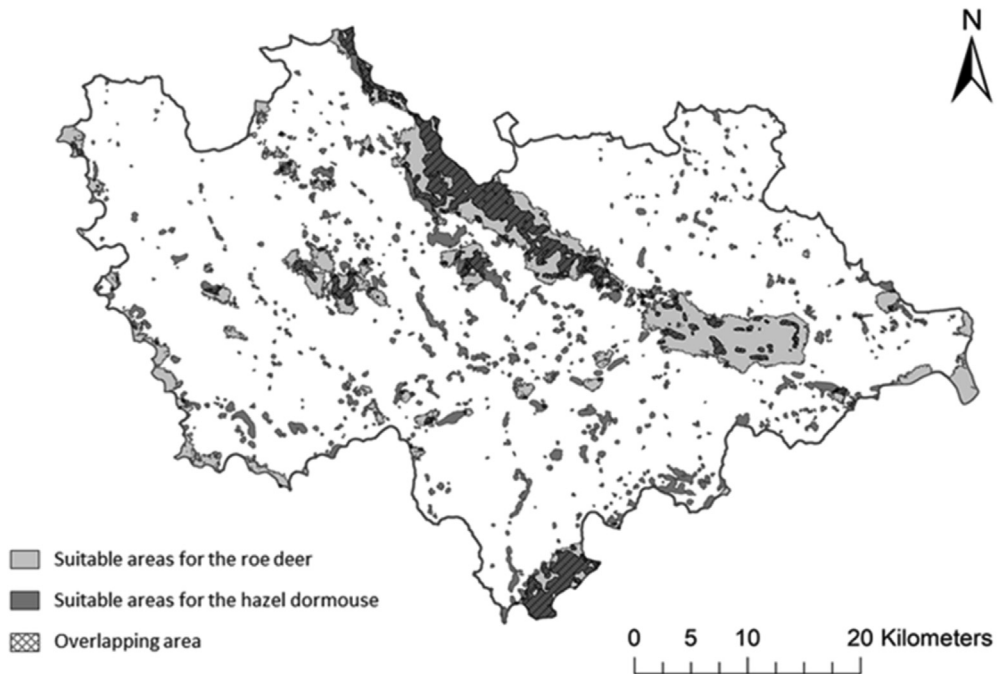 N
Suitable areas for the roe deer
Suitable areas for the hazel dormouse
Overlapping area
0 5 10 20 Kilometers